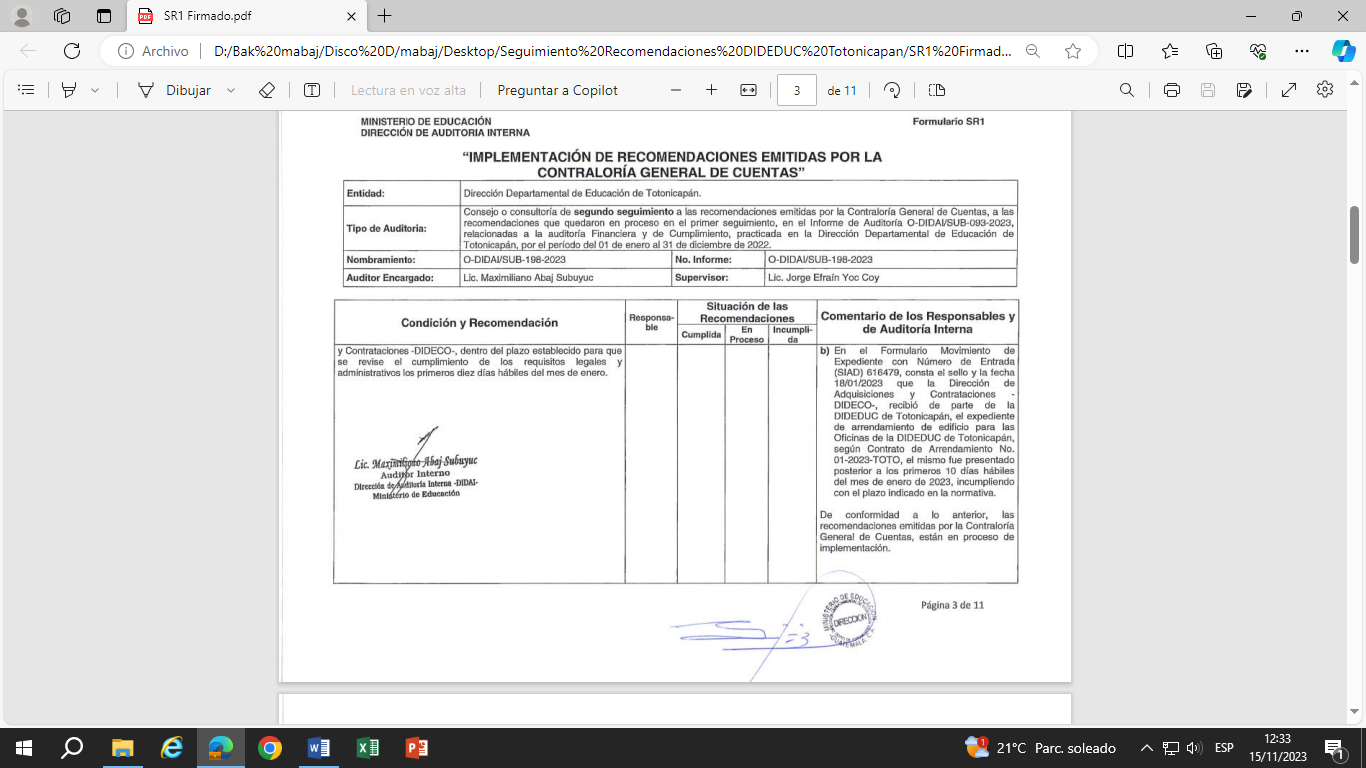 SR1 Firmado.pdf
Archivo
D:/Bak%20mabaj/Disco%20D/mabaj/Desktop/Seguimiento%20Recomendaciones%20DIDEDUC%20Totonicapan/SR1%20Firmad...
Dibujar
Lectura en voz alta
Preguntar a Copilot
3
de 11
MINISTERIO DE EDUCACIÓN
Formulario SR1
DIRECCIÓN DE AUDITORIA INTERNA
“IMPLEMENTACIÓN DE RECOMENDACIONES EMITIDAS POR LA
CONTRALORÍA GENERAL DE CUENTAS”
Entidad:
Dirección Departamental de Educación de Totonicapán.
Tipo de Auditoria:
Consejo o consultoría de segundo seguimiento a las recomendaciones emitidas por la Contraloría General de Cuentas, a las
recomendaciones que quedaron en proceso en el primer seguimiento, en el Informe de Auditoría O-DIDAI/SUB-093-2023,
relacionadas a la auditoría Financiera y de Cumplimiento, practicada en la Dirección Departamental de Educación de
Totonicapán, por el período del 01 de enero al 31 de diciembre de 2022.
Nombramiento:
O-DIDAI/SUB-198-2023
No. Informe:
O-DIDAI/SUB-198-2023
Auditor Encargado:
Lic. Maximiliano Abaj Subuyuc
Supervisor:
Lic. Jorge Efraín Yoc Coy
Condición y Recomendación
Responsa-
ble
Situación de las
Recomendaciones
Cumplida
En
Proceso
Incumpli-
da
Comentario de los Responsables y
de Auditoría Interna
y Contrataciones -DIDECO-, dentro del plazo establecido para que
se revise el cumplimiento de los requisitos legales y
administrativos los primeros diez días hábiles del mes de enero.
b) En el Formulario Movimiento de
Expediente con Número de Entrada
(SIAD) 616479, consta el sello y la fecha
18/01/2023 que la Dirección de
Adquisiciones y Contrataciones -
DIDECO-, recibió de parte de la
DIDEDUC de Totonicapán, el expediente
de arrendamiento de edificio para las
Oficinas de la DIDEDUC de Totonicapán,
según Contrato de Arrendamiento No.
01-2023-TOTO, el mismo fue presentado
posterior a los primeros 10 días hábiles
del mes de enero de 2023, incumpliendo
con el plazo indicado en la normativa.
De conformidad a lo anterior, las
recomendaciones emitidas por la Contraloría
General de Cuentas, están en proceso de
implementación.
Lic. Maximiliano Abaj Subuyuc
Auditor Interno
Dirección de Auditoría Interna -DIDAI-
Ministerio de Educación
MINISTERIO DE EDUCACIÓN
DIRECCION
GUATEMALA, C. A.
Página 3 de 11
1
21°C Parc. soleado
ESP
12:33
15/11/2023
1